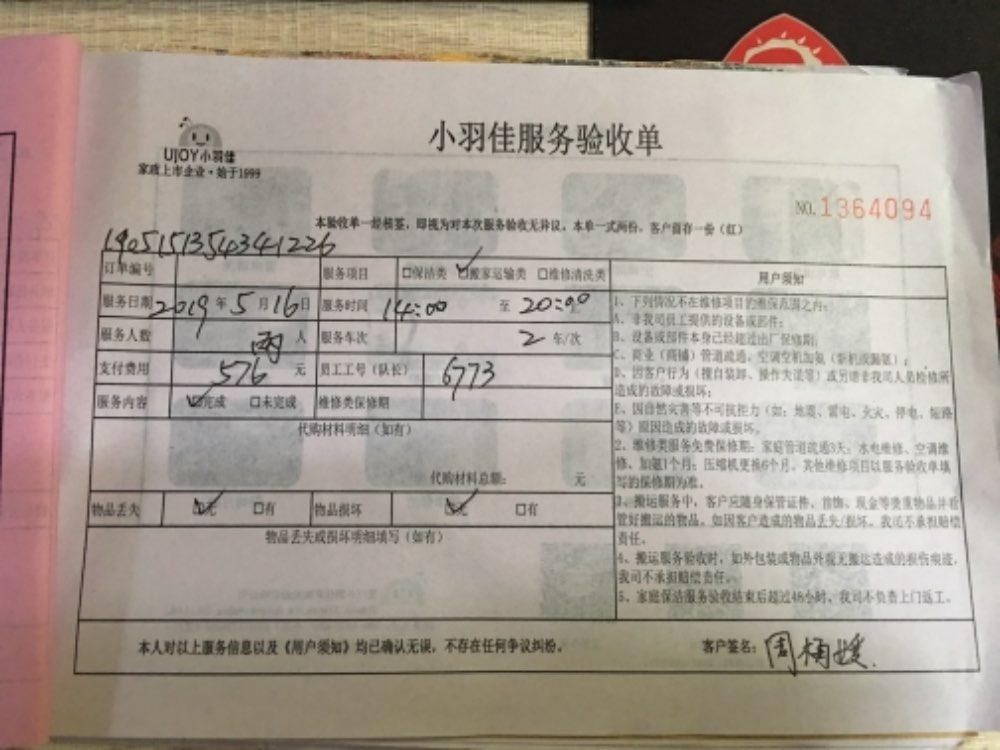 小羽佳服务验收单
UJOY小羽佳
家政上市企业·始于1999
NO.1364094
本验收单一经核签，即视为对本次服务验收无异议。本单一式两份，客户留存一份（红）
1905151354341226
订单编号 服务项目 □保洁类 ☑搬家运输类 □维修清洗类 用户须知
服务日期 2019年5月16日 服务时间 14:00 至 20:00
服务人数 两 人 服务车次 2 车/次
支付费用 576 元 员工工号（队长） 6773
服务内容 ☑完成 □未完成 维修类保修期
代购材料明细（如有）
代购材料总额： 元
物品丢失 ☑无 □有 物品损坏 ☑无 □有
物品丢失或损坏明细填写（如有）
1、下列情况不在维修项目的维保范围之内：
A、非我司员工提供的设备或部件；
B、设备或部件本身已经超过出厂保修期；
C、商业（商铺）管道疏通、空调空机加氨（新机或漏氨）；
D、因客户行为（擅自装卸、操作失误等）或另请非我司人员检修所
造成的故障或损坏；
E、因自然灾害等不可抗拒力（如：地震、雷电、火灾、停电、短路
等）原因造成的故障或损坏。
2、维修类服务免费保修期：家庭管道疏通3天；水电维修、空调维
修、加氨1个月；压缩机更换6个月。其他维修项目以服务验收单填
写的保修期为准。
3、搬运服务中，客户应随身保管证件、首饰、现金等贵重物品并看
管好搬运的物品。如因客户造成的物品丢失/损坏，我司不承担赔偿
责任。
4、搬运服务验收时，如外包装或物品外观无搬运造成的损伤痕迹，
我司不承担赔偿责任。
5、家庭保洁服务验收结束后超过48小时，我司不负责上门返工。
本人对以上服务信息以及《用户须知》均已确认无误，不存在任何争议纠纷。 客户签名：周